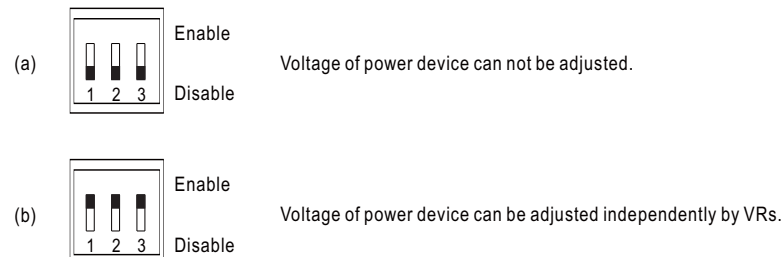 Enable
(a) Voltage of power device can not be adjusted.
1 2 3 Disable
Enable
(b) Voltage of power device can be adjusted independently by VRs.
1 2 3 Disable